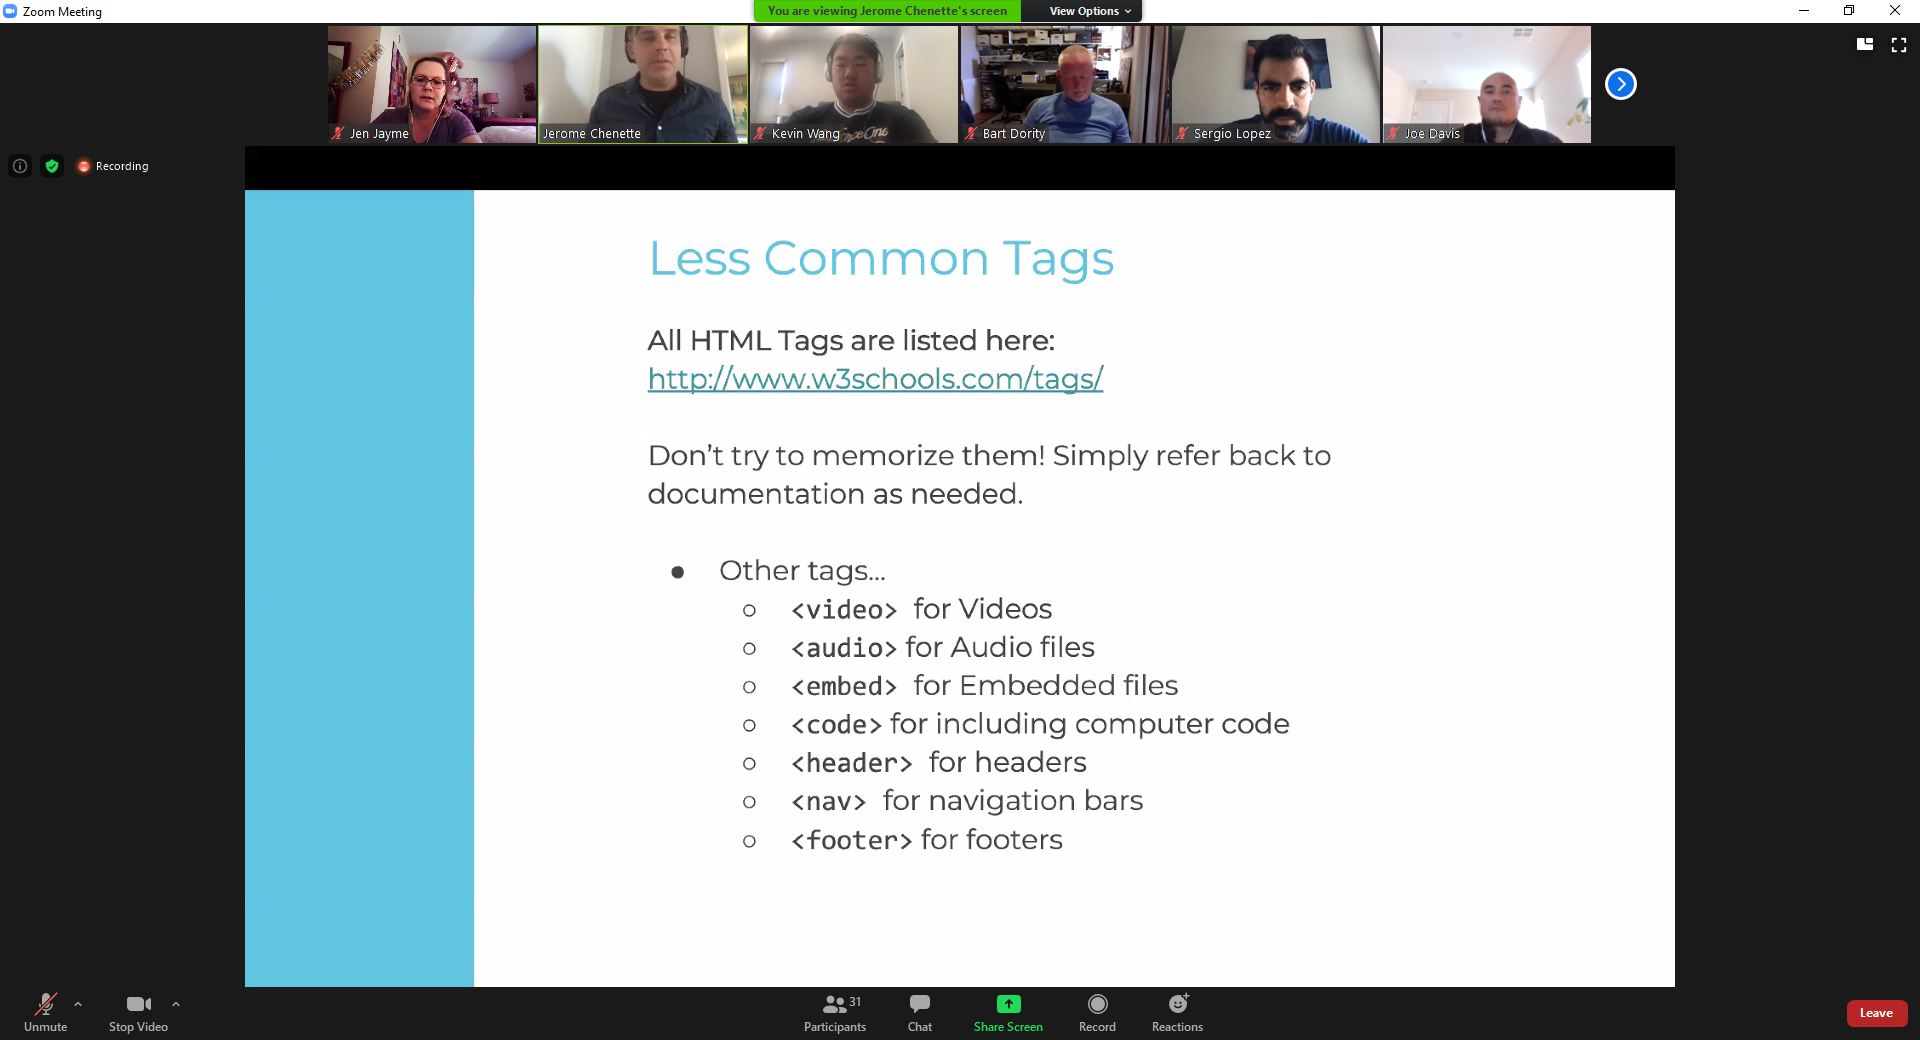 Zoom Meeting
You are viewing Jerome Chenette's screen
View Options
Jen Jayme
Jerome Chenette
Kevin Wang
Bart Dority
Sergio Lopez
Joe Davis
Recording
Less Common Tags
All HTML Tags are listed here:
http://www.w3schools.com/tags/
Don’t try to memorize them! Simply refer back to
documentation as needed.
● Other tags...
○ <video> for Videos
○ <audio> for Audio files
○ <embed> for Embedded files
○ <code> for including computer code
○ <header> for headers
○ <nav> for navigation bars
○ <footer> for footers
Unmute
Stop Video
31
Participants
Chat
Share Screen
Record
Reactions
Leave